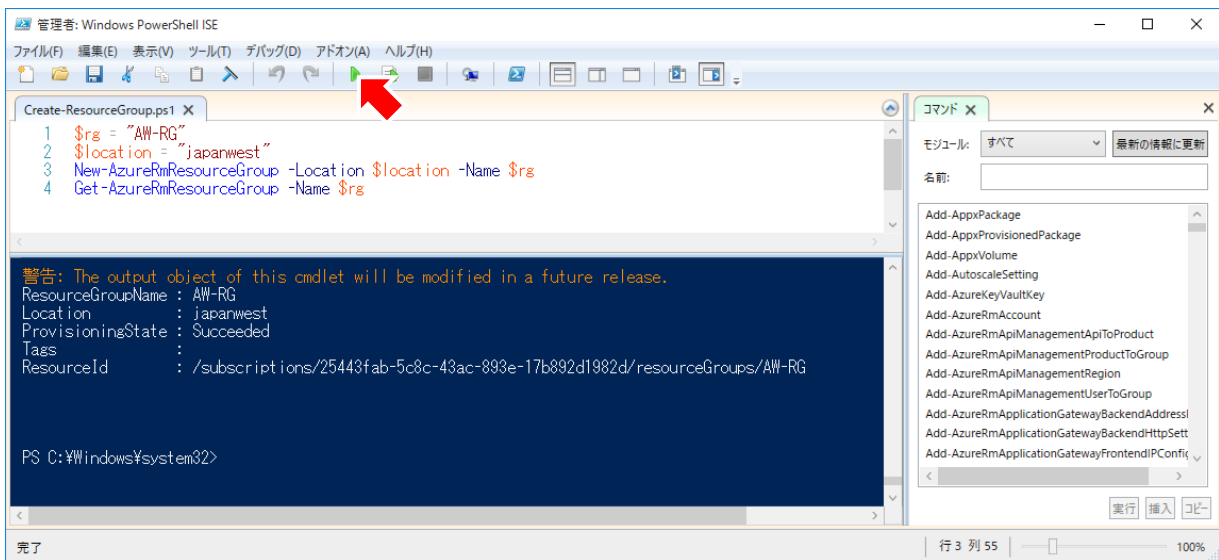 管理者: Windows PowerShell ISE
ファイル(F) 編集(E) 表示(V) ツール(T) デバッグ(D) アドオン(A) ヘルプ(H)
Create-ResourceGroup.ps1 X
1 $rg = "AW-RG"
2 $location = "japanwest"
3 New-AzureRmResourceGroup -Location $location -Name $rg
4 Get-AzureRmResourceGroup -Name $rg
警告: The output object of this cmdlet will be modified in a future release.
ResourceGroupName : AW-RG
Location : japanwest
ProvisioningState : Succeeded
Tags :
ResourceId : /subscriptions/25443fab-5c8c-43ac-893e-17b892d1982d/resourceGroups/AW-RG
PS C:¥Windows¥system32>
コマンド X
モジュール: すべて 最新の情報に更新
名前:
Add-AppxPackage
Add-AppxProvisionedPackage
Add-AppxVolume
Add-AutoscaleSetting
Add-AzureKeyVaultKey
Add-AzureRmAccount
Add-AzureRmApiManagementApiToProduct
Add-AzureRmApiManagementProductToGroup
Add-AzureRmApiManagementRegion
Add-AzureRmApiManagementUserToGroup
Add-AzureRmApplicationGatewayBackendAddressl
Add-AzureRmApplicationGatewayBackendHttpSett
Add-AzureRmApplicationGatewayFrontendIPConfig
実行 挿入 コピー
完了 行 3 列 55 100%